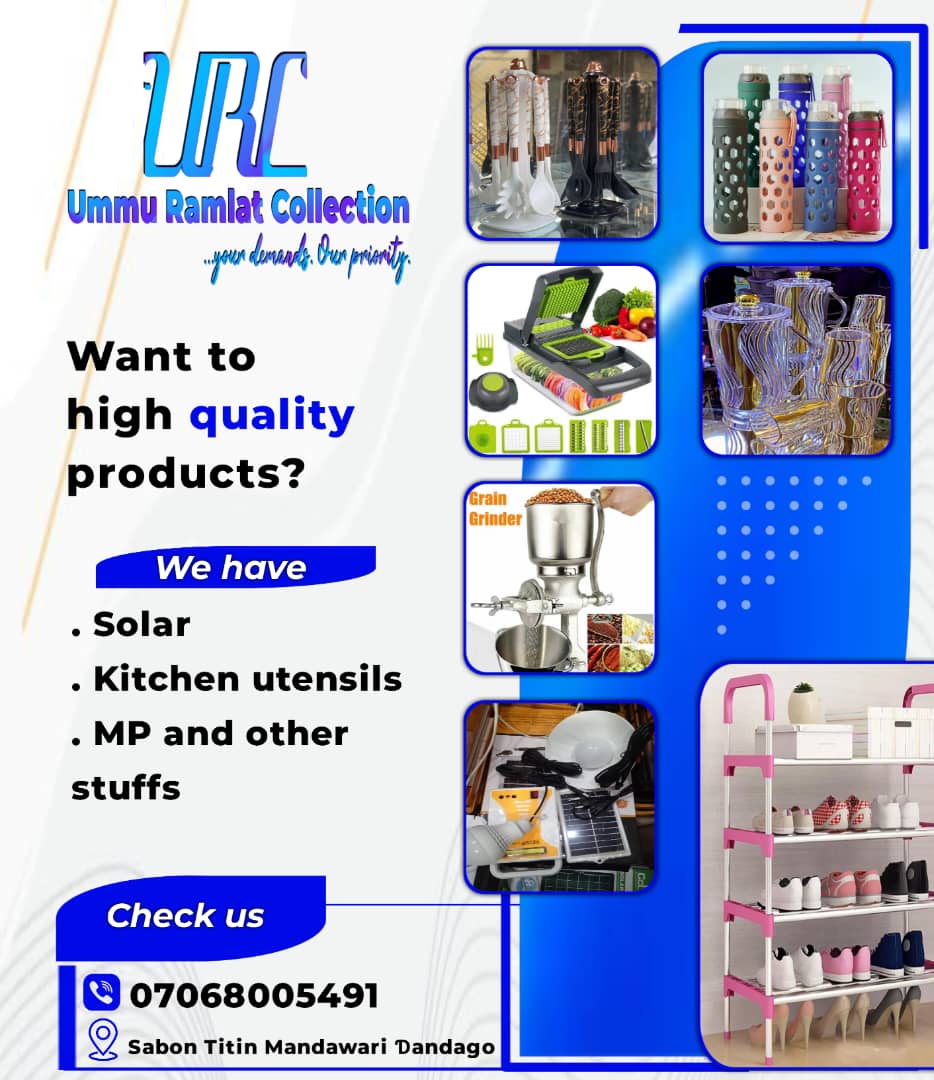 URC
Ummu Ramlat Collection
...your demands. Our priority.
Want to
high quality
products?
We have
. Solar
. Kitchen utensils
. MP and other
stuffs
Check us
07068005491
Sabon Titin Mandawari Ɗandago
Grain
Grinder